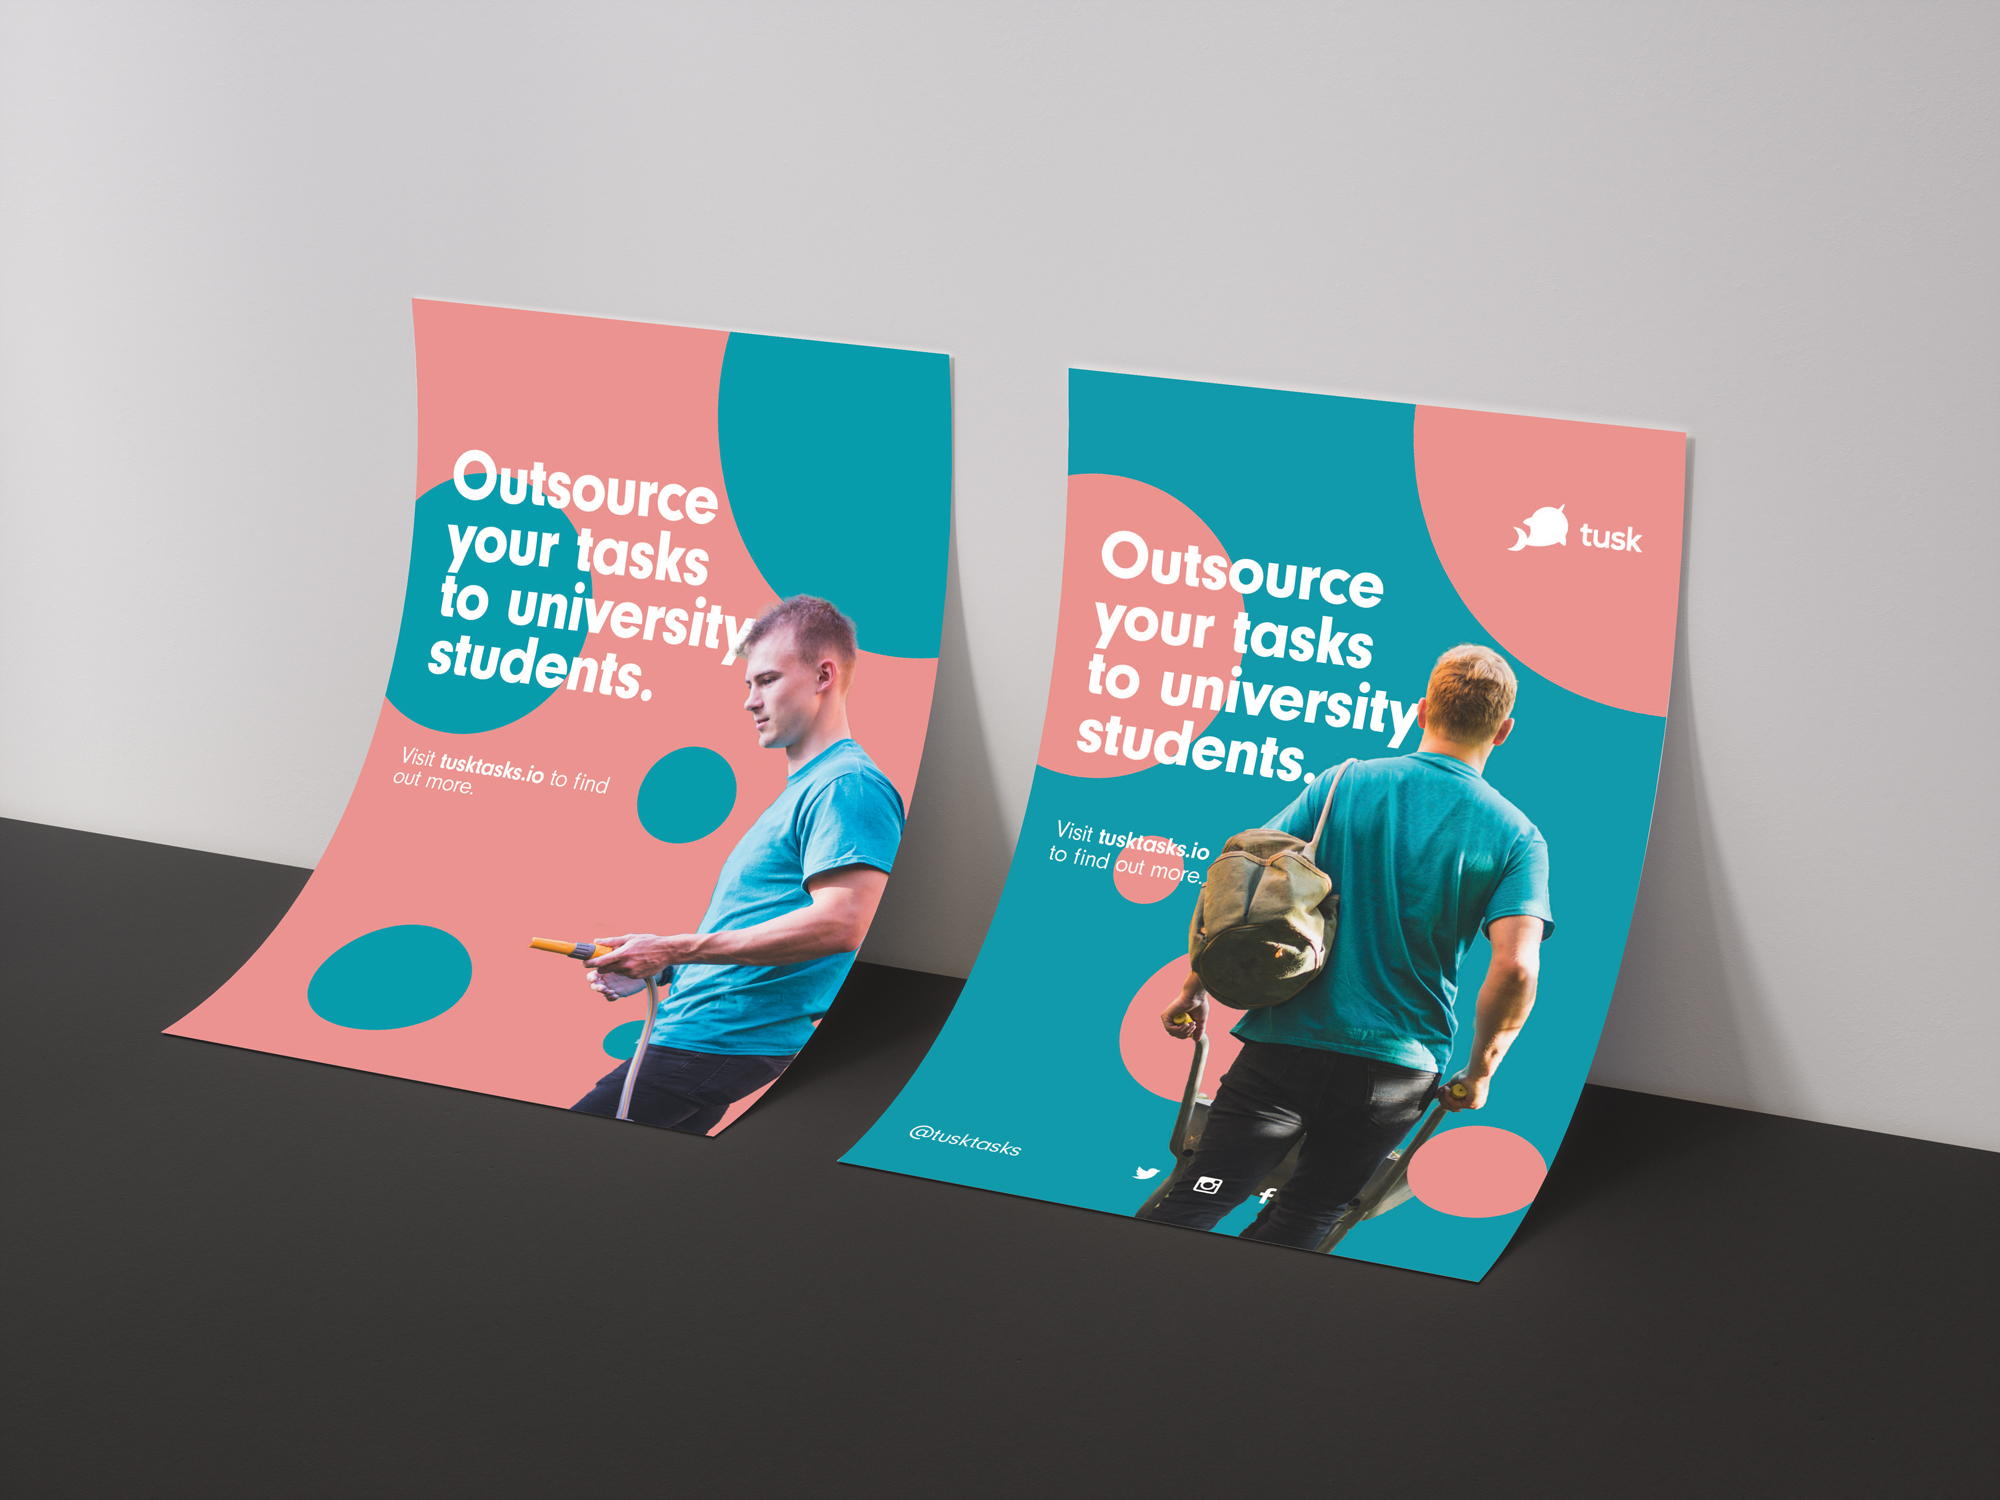 Outsource
your tasks
to university
students.
Visit tusktasks.io to find
out more.
tusk
Outsource
your tasks
to university
students.
Visit tusktasks.io
to find out more.
@tusktasks